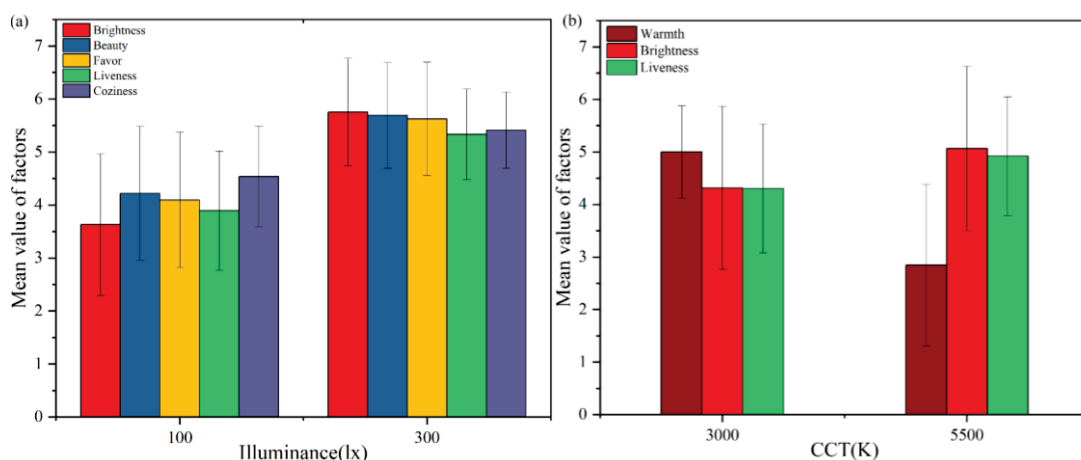 (a)
Brightness
Beauty
Favor
Liveness
Coziness
Mean value of factors
7
6
5
4
3
2
1
0
100
300
Illuminance(lx)
(b)
Warmth
Brightness
Liveness
Mean value of factors
7
6
5
4
3
2
1
0
3000
5500
CCT(K)